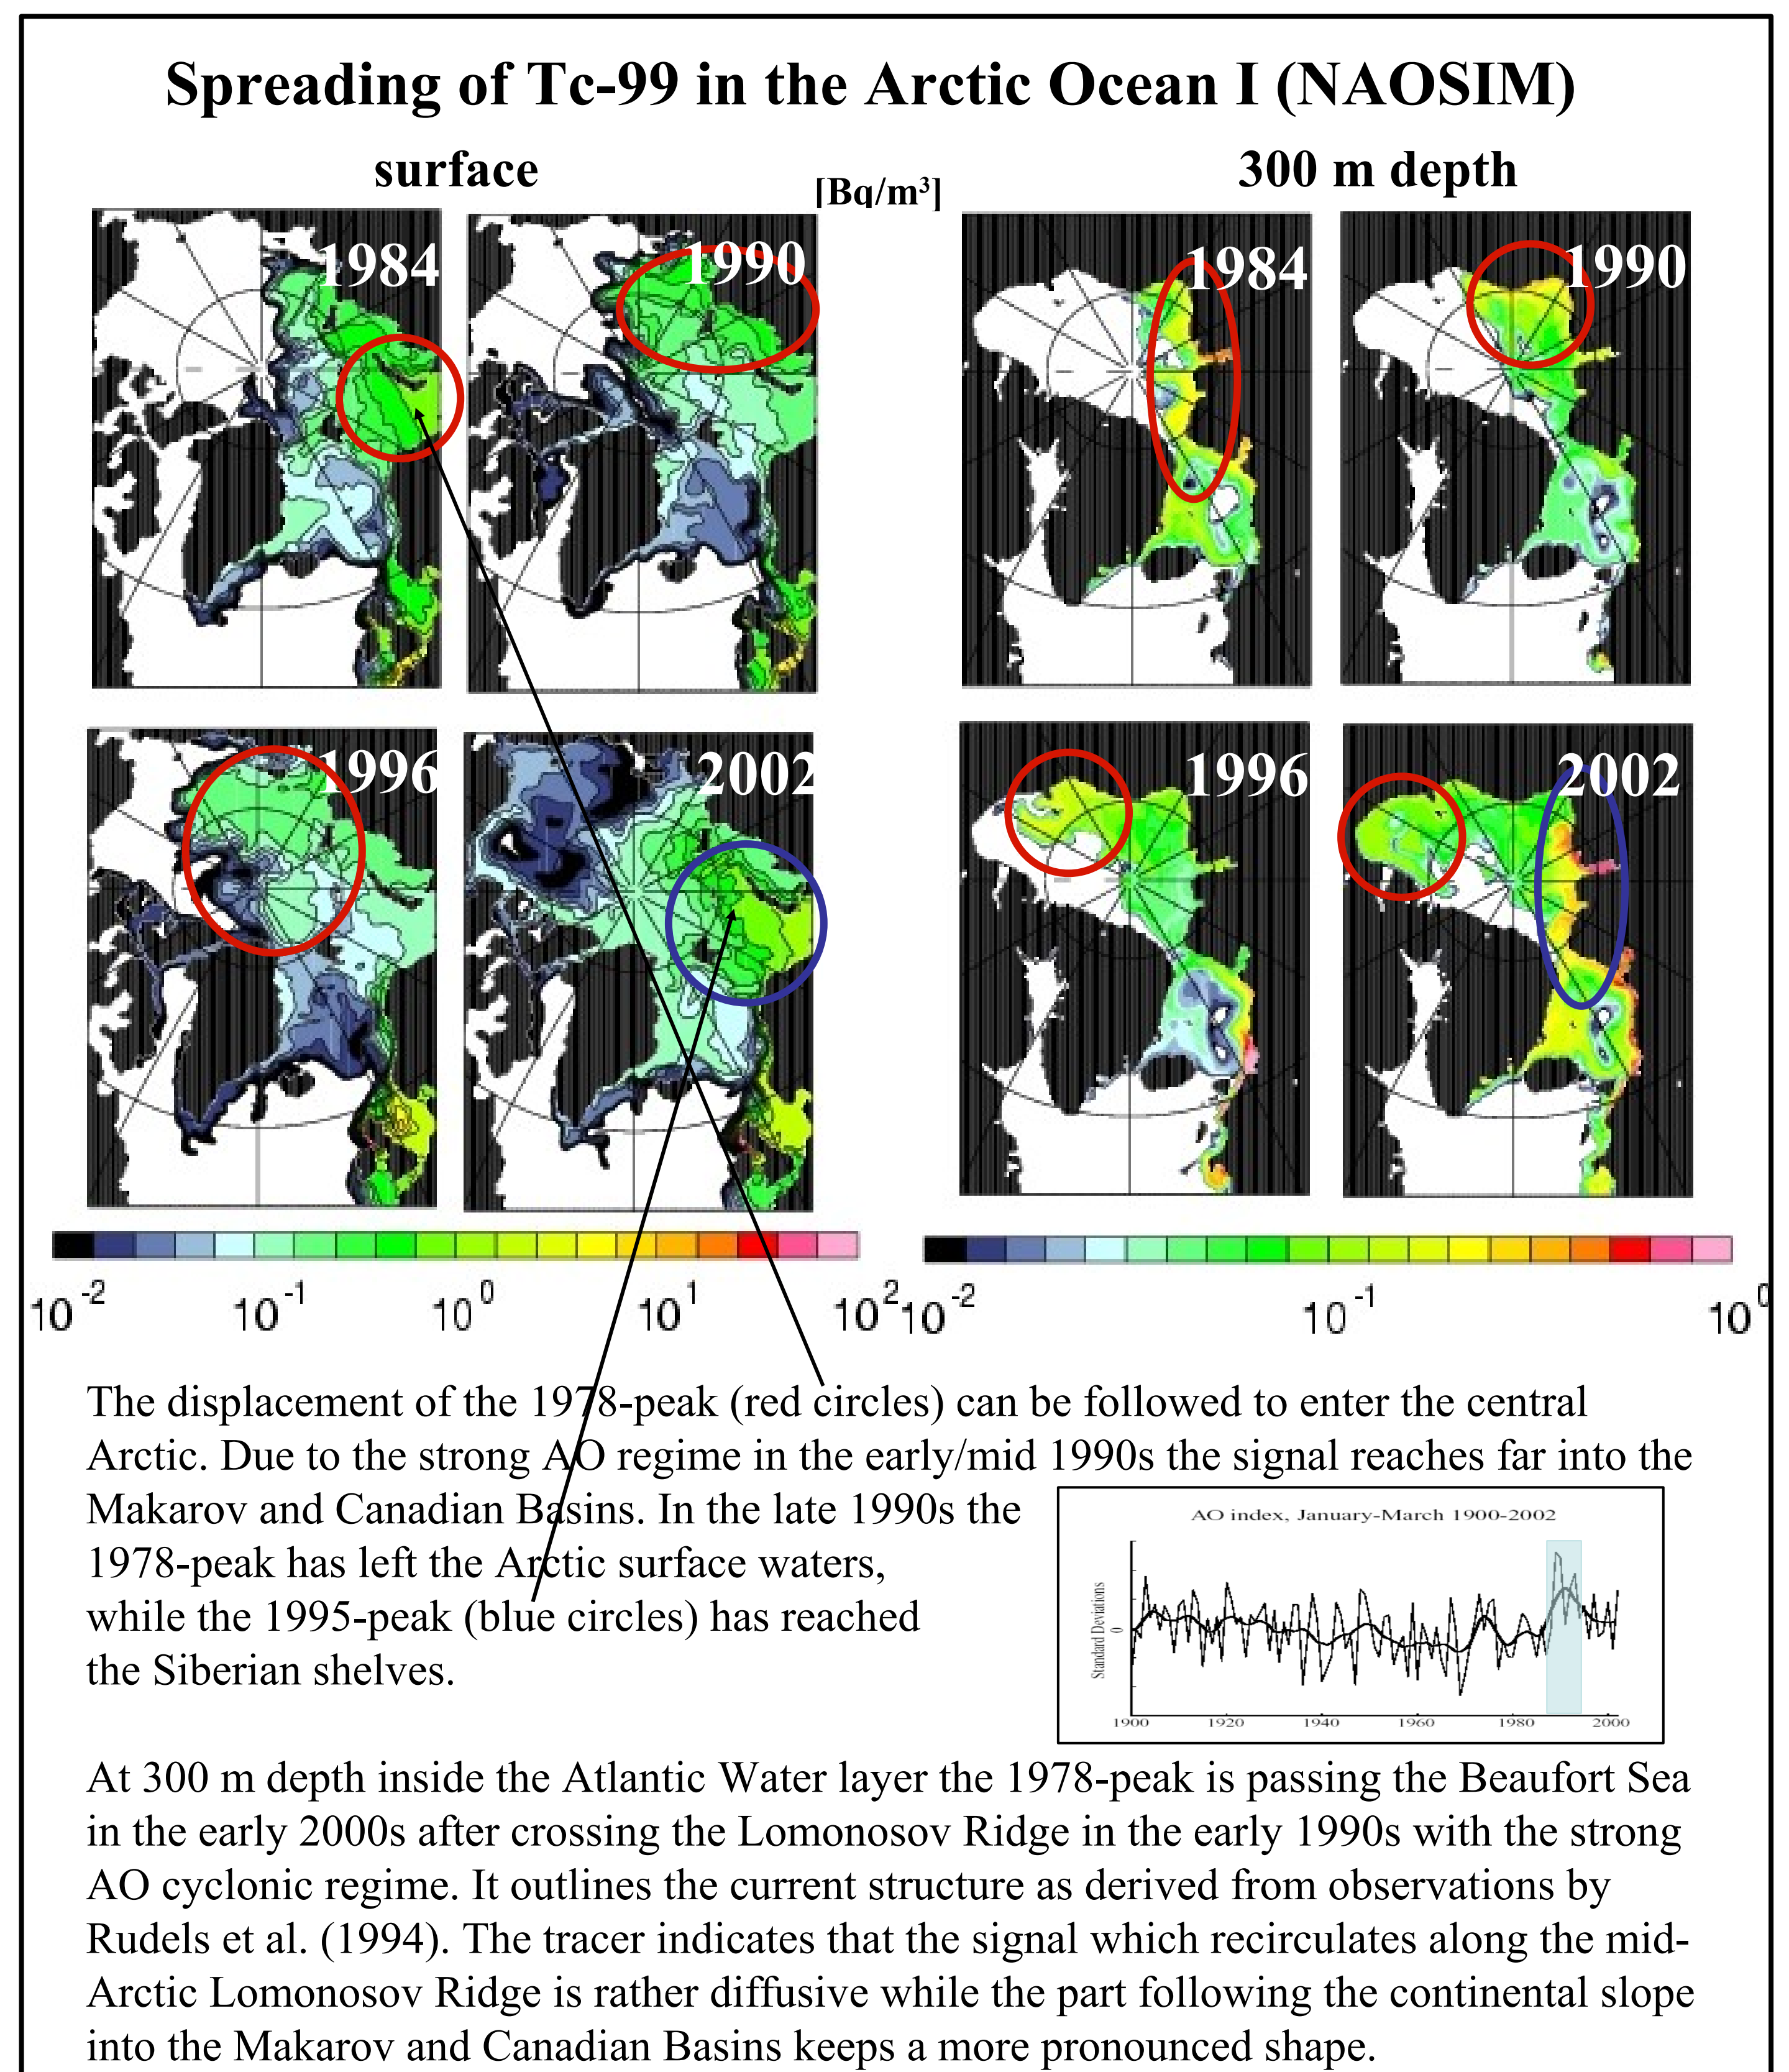 Spreading of Tc-99 in the Arctic Ocean I (NAOSIM)
surface
[Bq/m³]
300 m depth
1984
1990
1984
1990
1996
2002
1996
2002
10⁻² 10⁻¹ 10⁰ 10¹ 10²
10⁻² 10⁻¹ 10⁰
The displacement of the 1978-peak (red circles) can be followed to enter the central
Arctic. Due to the strong AO regime in the early/mid 1990s the signal reaches far into the
Makarov and Canadian Basins. In the late 1990s the
1978-peak has left the Arctic surface waters,
while the 1995-peak (blue circles) has reached
the Siberian shelves.
AO index, January-March 1900-2002
Standard Deviations
0
1900 1920 1940 1960 1980 2000
At 300 m depth inside the Atlantic Water layer the 1978-peak is passing the Beaufort Sea
in the early 2000s after crossing the Lomonosov Ridge in the early 1990s with the strong
AO cyclonic regime. It outlines the current structure as derived from observations by
Rudels et al. (1994). The tracer indicates that the signal which recirculates along the mid-
Arctic Lomonosov Ridge is rather diffusive while the part following the continental slope
into the Makarov and Canadian Basins keeps a more pronounced shape.